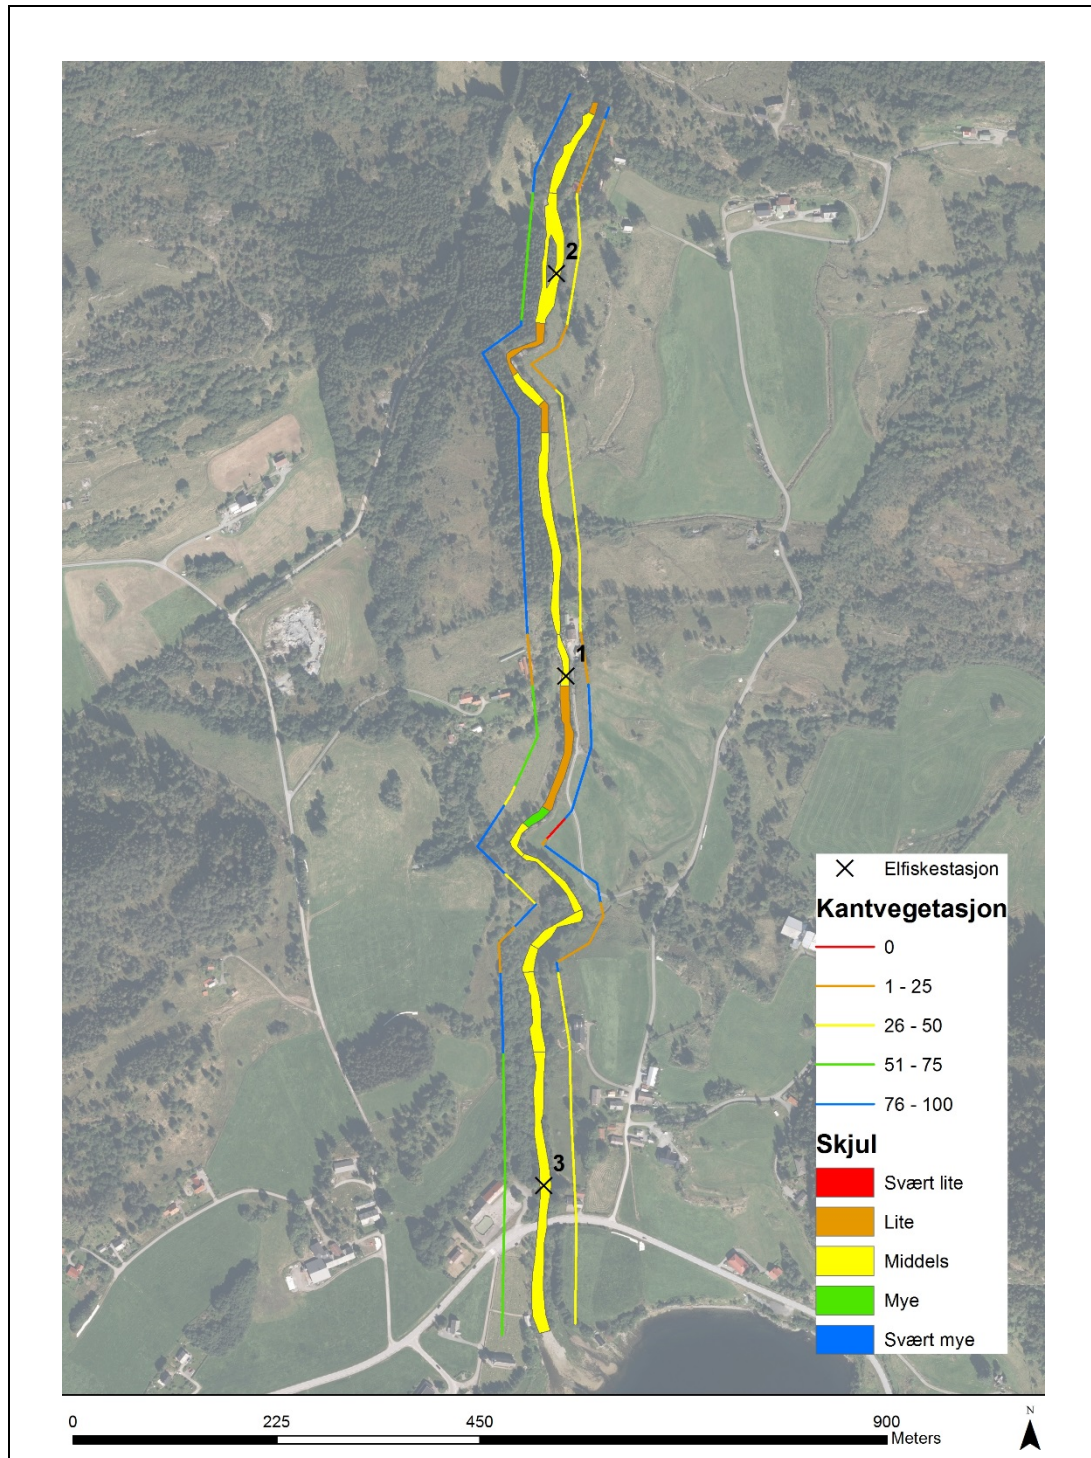 2
1
3
Elfiskestasjon
Kantvegetasjon
0
1 - 25
26 - 50
51 - 75
76 - 100
Skjul
Svært lite
Lite
Middels
Mye
Svært mye
0 225 450 900
Meters
N